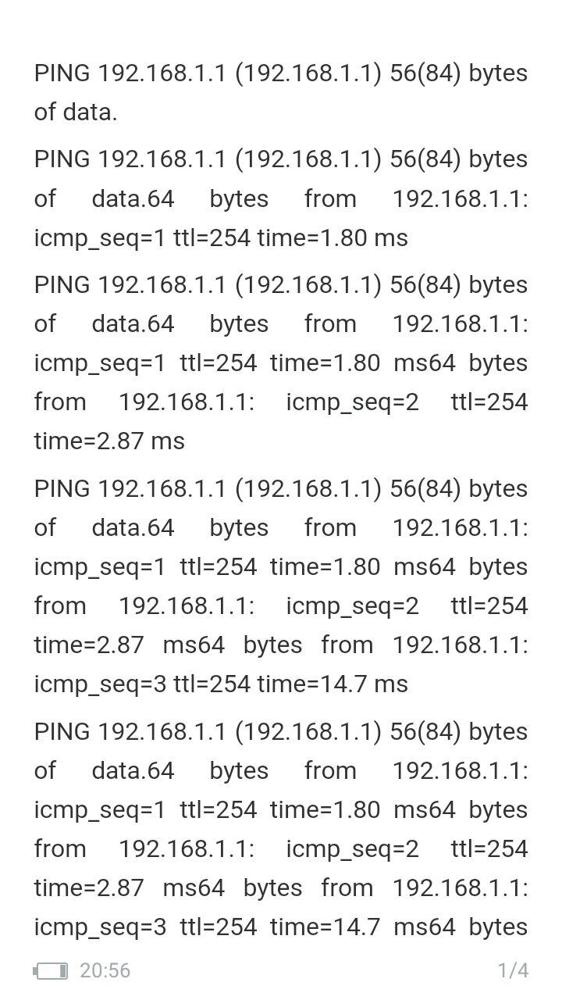 PING 192.168.1.1 (192.168.1.1) 56(84) bytes
of data.
PING 192.168.1.1 (192.168.1.1) 56(84) bytes
of data.64 bytes from 192.168.1.1:
icmp_seq=1 ttl=254 time=1.80 ms
PING 192.168.1.1 (192.168.1.1) 56(84) bytes
of data.64 bytes from 192.168.1.1:
icmp_seq=1 ttl=254 time=1.80 ms64 bytes
from 192.168.1.1: icmp_seq=2 ttl=254
time=2.87 ms
PING 192.168.1.1 (192.168.1.1) 56(84) bytes
of data.64 bytes from 192.168.1.1:
icmp_seq=1 ttl=254 time=1.80 ms64 bytes
from 192.168.1.1: icmp_seq=2 ttl=254
time=2.87 ms64 bytes from 192.168.1.1:
icmp_seq=3 ttl=254 time=14.7 ms
PING 192.168.1.1 (192.168.1.1) 56(84) bytes
of data.64 bytes from 192.168.1.1:
icmp_seq=1 ttl=254 time=1.80 ms64 bytes
from 192.168.1.1: icmp_seq=2 ttl=254
time=2.87 ms64 bytes from 192.168.1.1:
icmp_seq=3 ttl=254 time=14.7 ms64 bytes
20:56 1/4